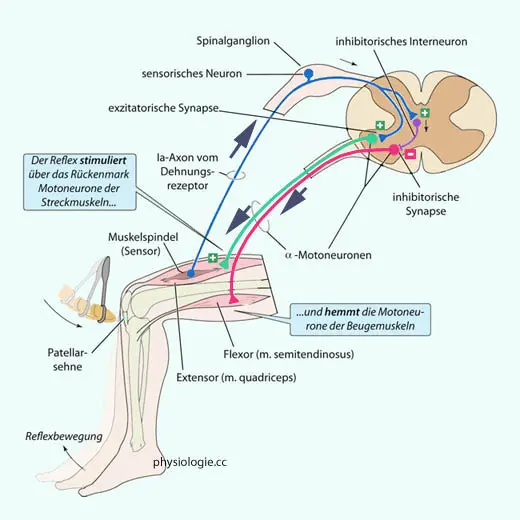 Spinalganglion
inhibitorisches Interneuron
sensorisches Neuron
exzitatorische Synapse
Der Reflex stimuliert
über das Rückenmark
Motoneurone der
Streckmuskeln...
Ia-Axon vom
Dehnungs-
rezeptor
inhibitorische
Synapse
Muskelspindel
(Sensor)
α-Motoneuronen
...und hemmt die Motoneu-
rone der Beugemuskeln
Patellar-
sehne
Flexor (m. semitendinosus)
Extensor (m. quadriceps)
Reflexbewegung
physiologie.cc